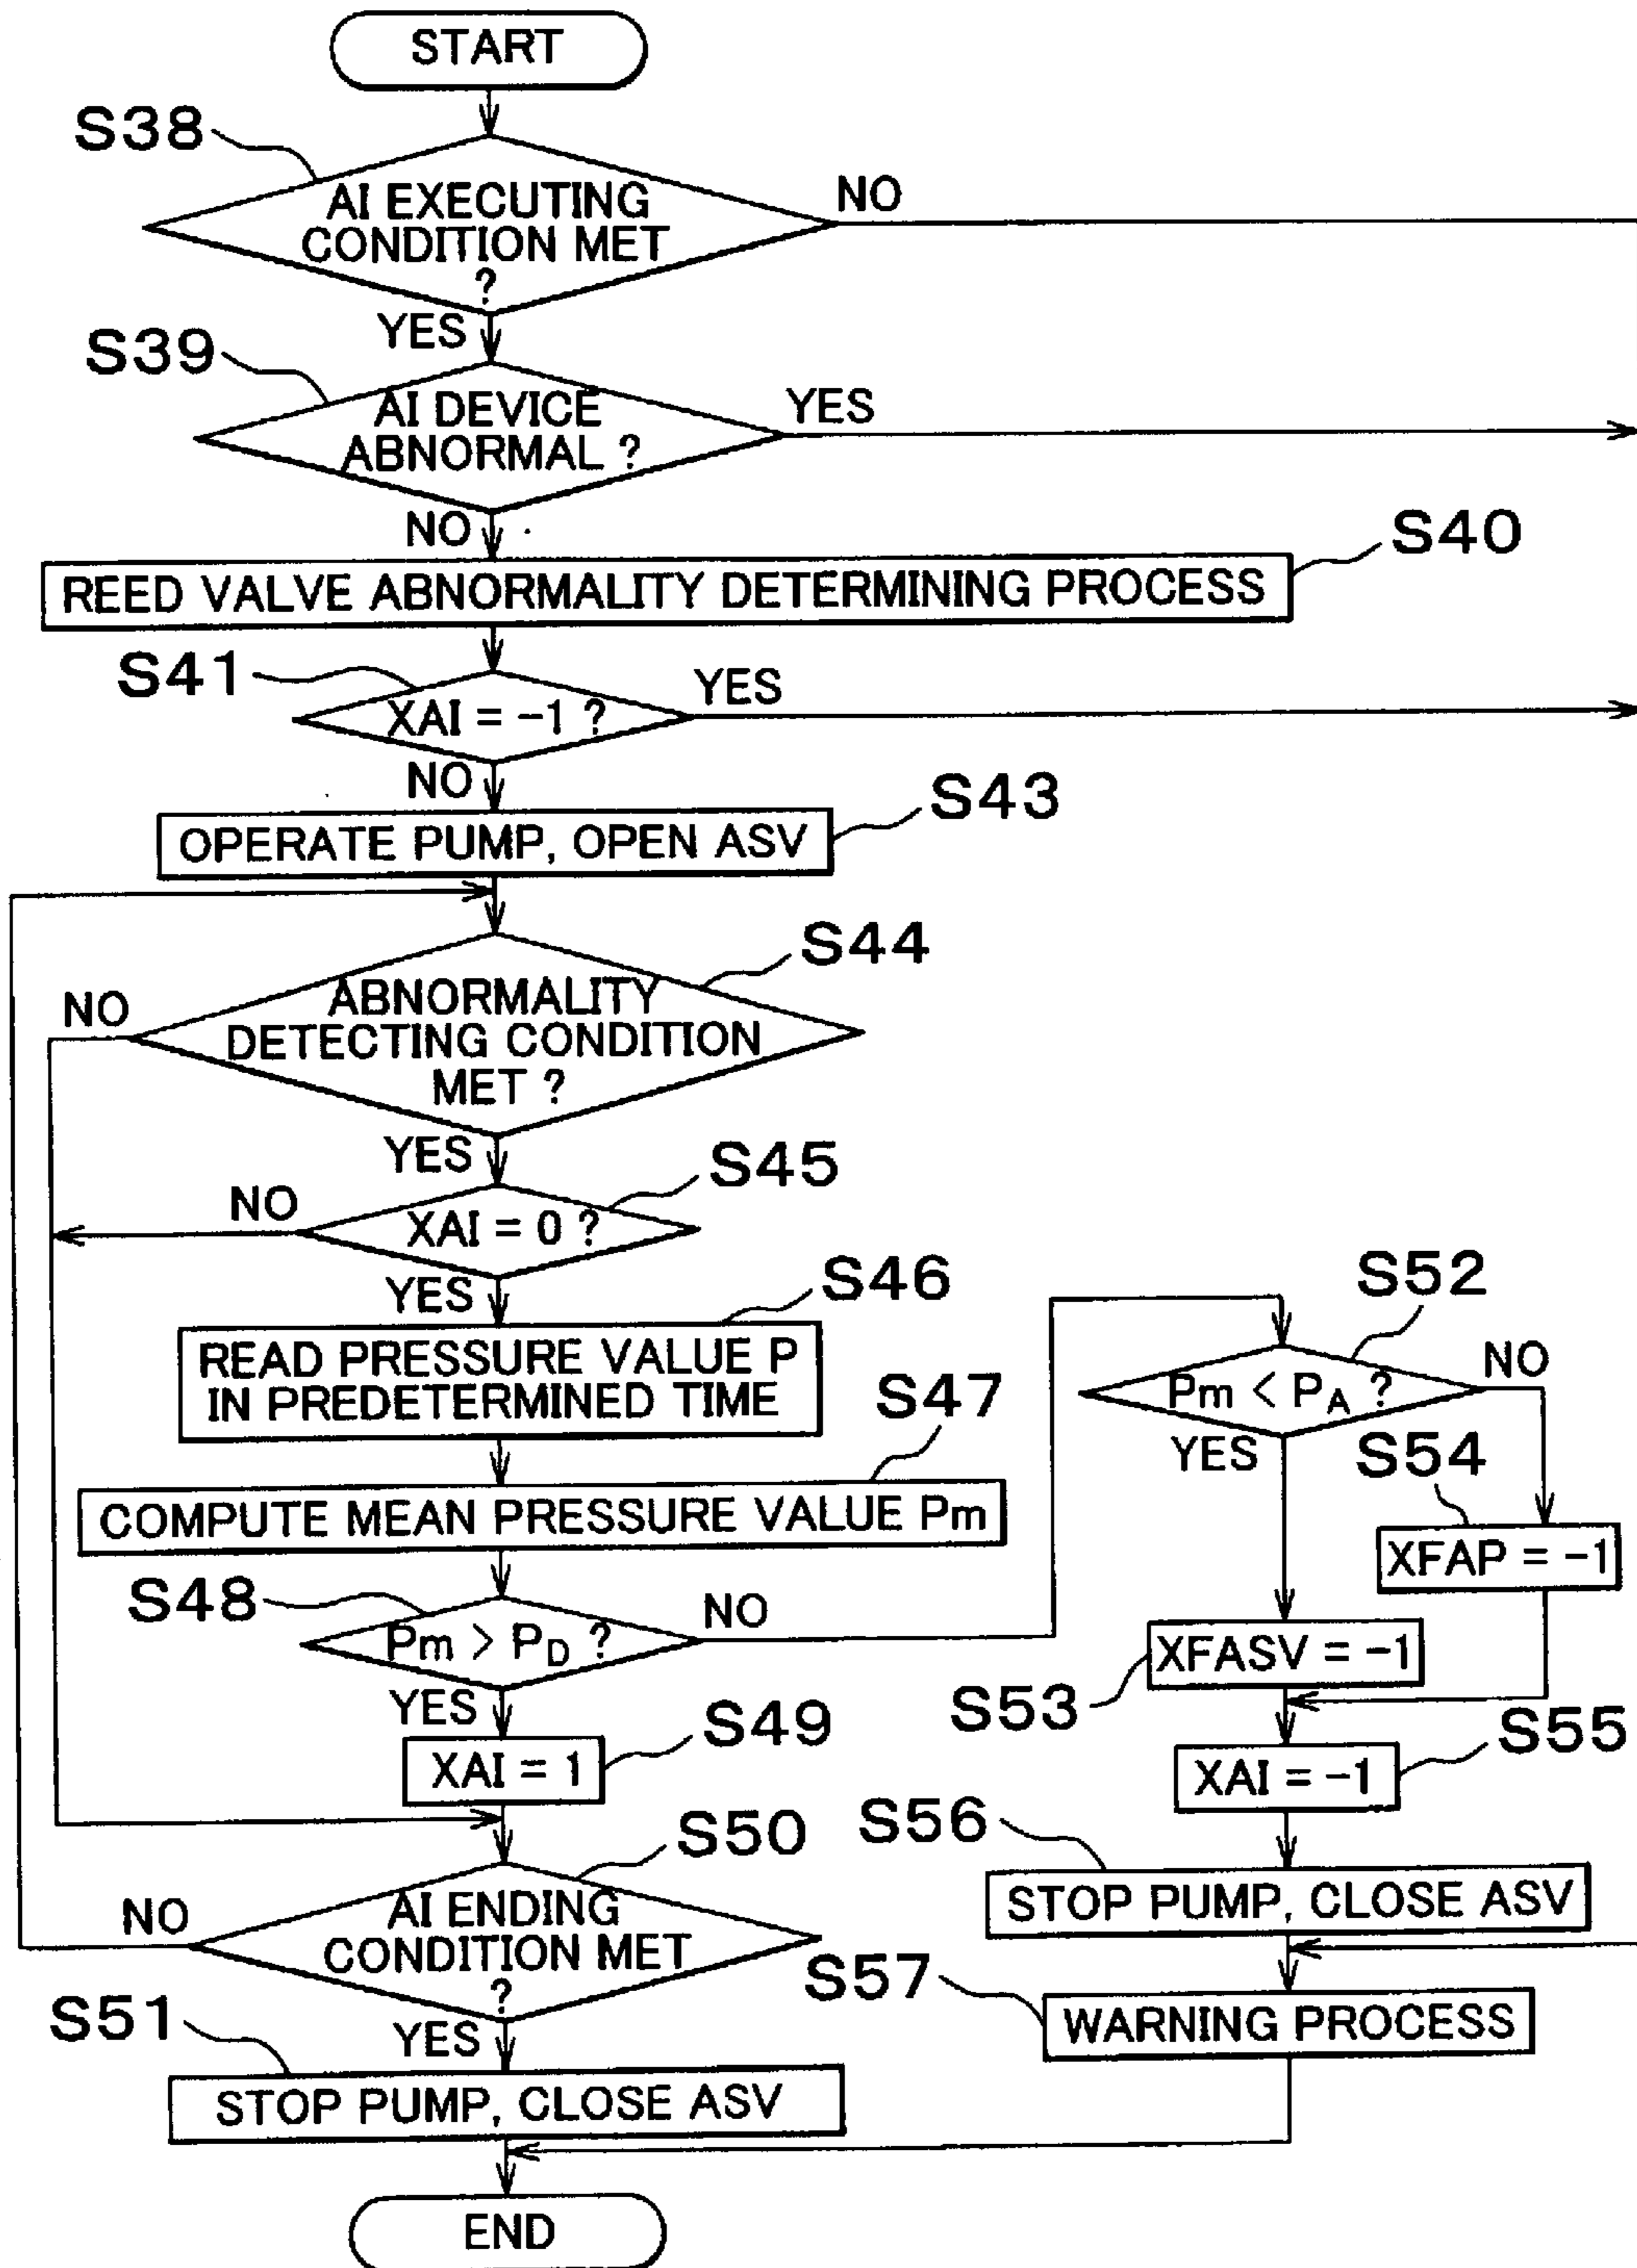 START
S38
AI EXECUTING
CONDITION MET
?
NO
YES
S39
AI DEVICE
ABNORMAL ?
YES
NO
S40
REED VALVE ABNORMALITY DETERMINING PROCESS
S41
XAI = -1 ?
YES
NO
S43
OPERATE PUMP, OPEN ASV
S44
ABNORMALITY
DETECTING CONDITION
MET ?
NO
YES
S45
XAI = 0 ?
NO
YES
S46
READ PRESSURE VALUE P
IN PREDETERMINED TIME
S47
COMPUTE MEAN PRESSURE VALUE Pm
S48
Pm > PD ?
NO
YES
S49
XAI = 1
S50
AI ENDING
CONDITION MET
?
NO
YES
S51
STOP PUMP, CLOSE ASV
END
S52
Pm < PA ?
NO
YES
S54
XFAP = -1
XFASV = -1
S53
S55
XAI = -1
S56
STOP PUMP, CLOSE ASV
S57
WARNING PROCESS